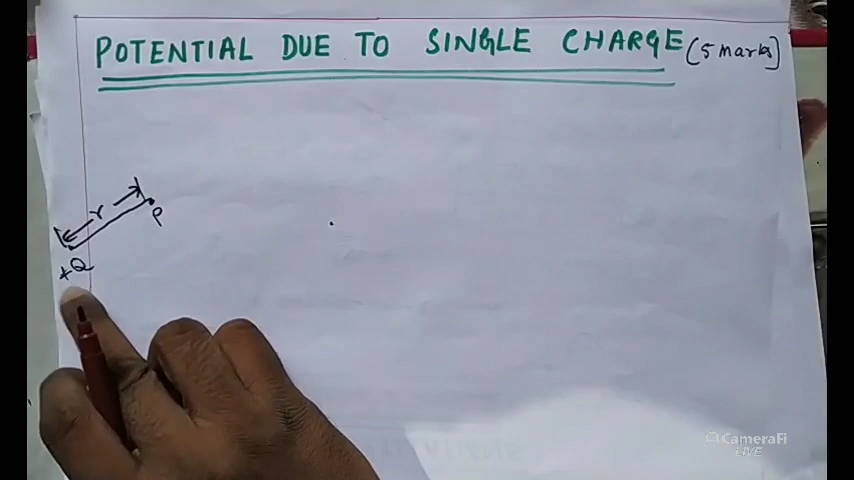 POTENTIAL DUE TO SINGLE CHARGE (5 marks]
r
P
+Q
CameraFi
LIVE